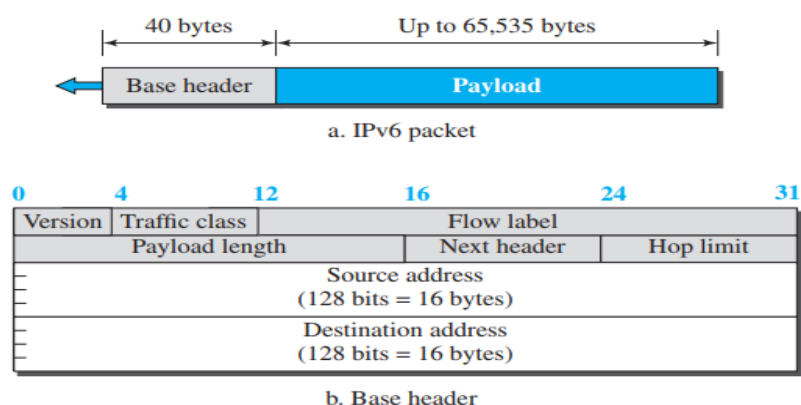 40 bytes Up to 65,535 bytes
Base header Payload
a. IPv6 packet
0 4 12 16 24 31
Version Traffic class Flow label
Payload length Next header Hop limit
Source address
(128 bits = 16 bytes)
Destination address
(128 bits = 16 bytes)
b. Base header